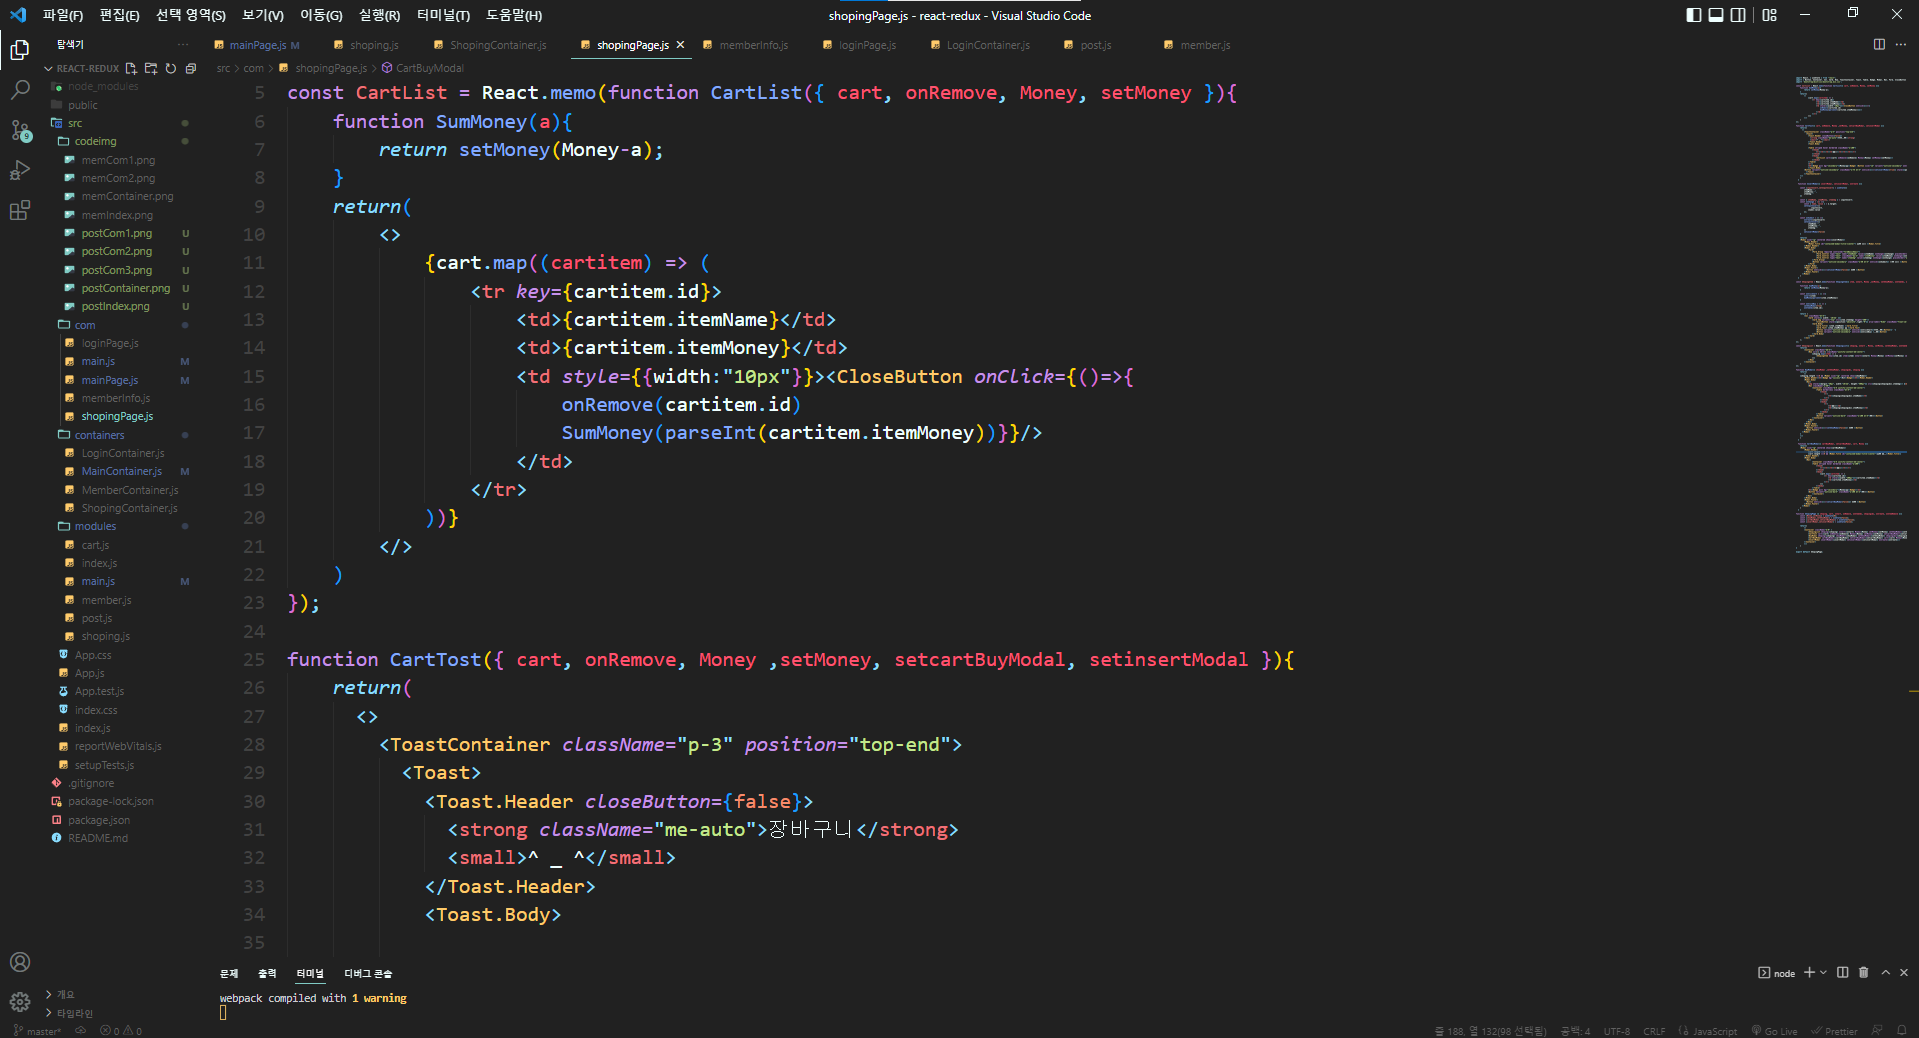 파일(F) 편집(E) 선택 영역(S) 보기(V) 이동(G) 실행(R) 터미널(T) 도움말(H)
shopingPage.js - react-redux - Visual Studio Code
탐색기 ···
mainPage.js M shoping.js ShopingContainer.js shopingPage.js memberInfo.js loginPage.js LoginContainer.js post.js member.js
REACT-REDUX
src > com > shopingPage.js > CartBuyModal
node_modules
public
src
codeimg
memCom1.png
memCom2.png
memContainer.png
memIndex.png
postCom1.png U
postCom2.png U
postCom3.png U
postContainer.png U
postIndex.png U
com
loginPage.js
main.js M
mainPage.js M
memberInfo.js
shopingPage.js
containers
LoginContainer.js
MainContainer.js M
MemberContainer.js
ShopingContainer.js
modules
cart.js
index.js
main.js M
member.js
post.js
shoping.js
App.css
App.js
App.test.js
index.css
index.js
reportWebVitals.js
setupTests.js
.gitignore
package-lock.json
package.json
README.md
개요
타임라인
9
5 const CartList = React.memo(function CartList({ cart, onRemove, Money, setMoney }){
6 function SumMoney(a){
7 return setMoney(Money-a);
8 }
9 return(
10 <>
11 {cart.map((cartitem) => (
12 <tr key={cartitem.id}>
13 <td>{cartitem.itemName}</td>
14 <td>{cartitem.itemMoney}</td>
15 <td style={{width:"10px"}}><CloseButton onClick={()=>{
16 onRemove(cartitem.id)
17 SumMoney(parseInt(cartitem.itemMoney))}}/>
18 </td>
19 </tr>
20 ))}
21 </>
22 )
23 });
24
25 function CartTost({ cart, onRemove, Money ,setMoney, setcartBuyModal, setinsertModal }){
26 return(
27 <>
28 <ToastContainer className="p-3" position="top-end">
29 <Toast>
30 <Toast.Header closeButton={false}>
31 <strong className="me-auto">장바구니</strong>
32 <small>^ _ ^</small>
33 </Toast.Header>
34 <Toast.Body>
35
문제 출력 터미널 디버그 콘솔
node
webpack compiled with 1 warning
master* 0 0
줄 188, 열 132(98 선택됨) 공백: 4 UTF-8 CRLF JavaScript Go Live Prettier